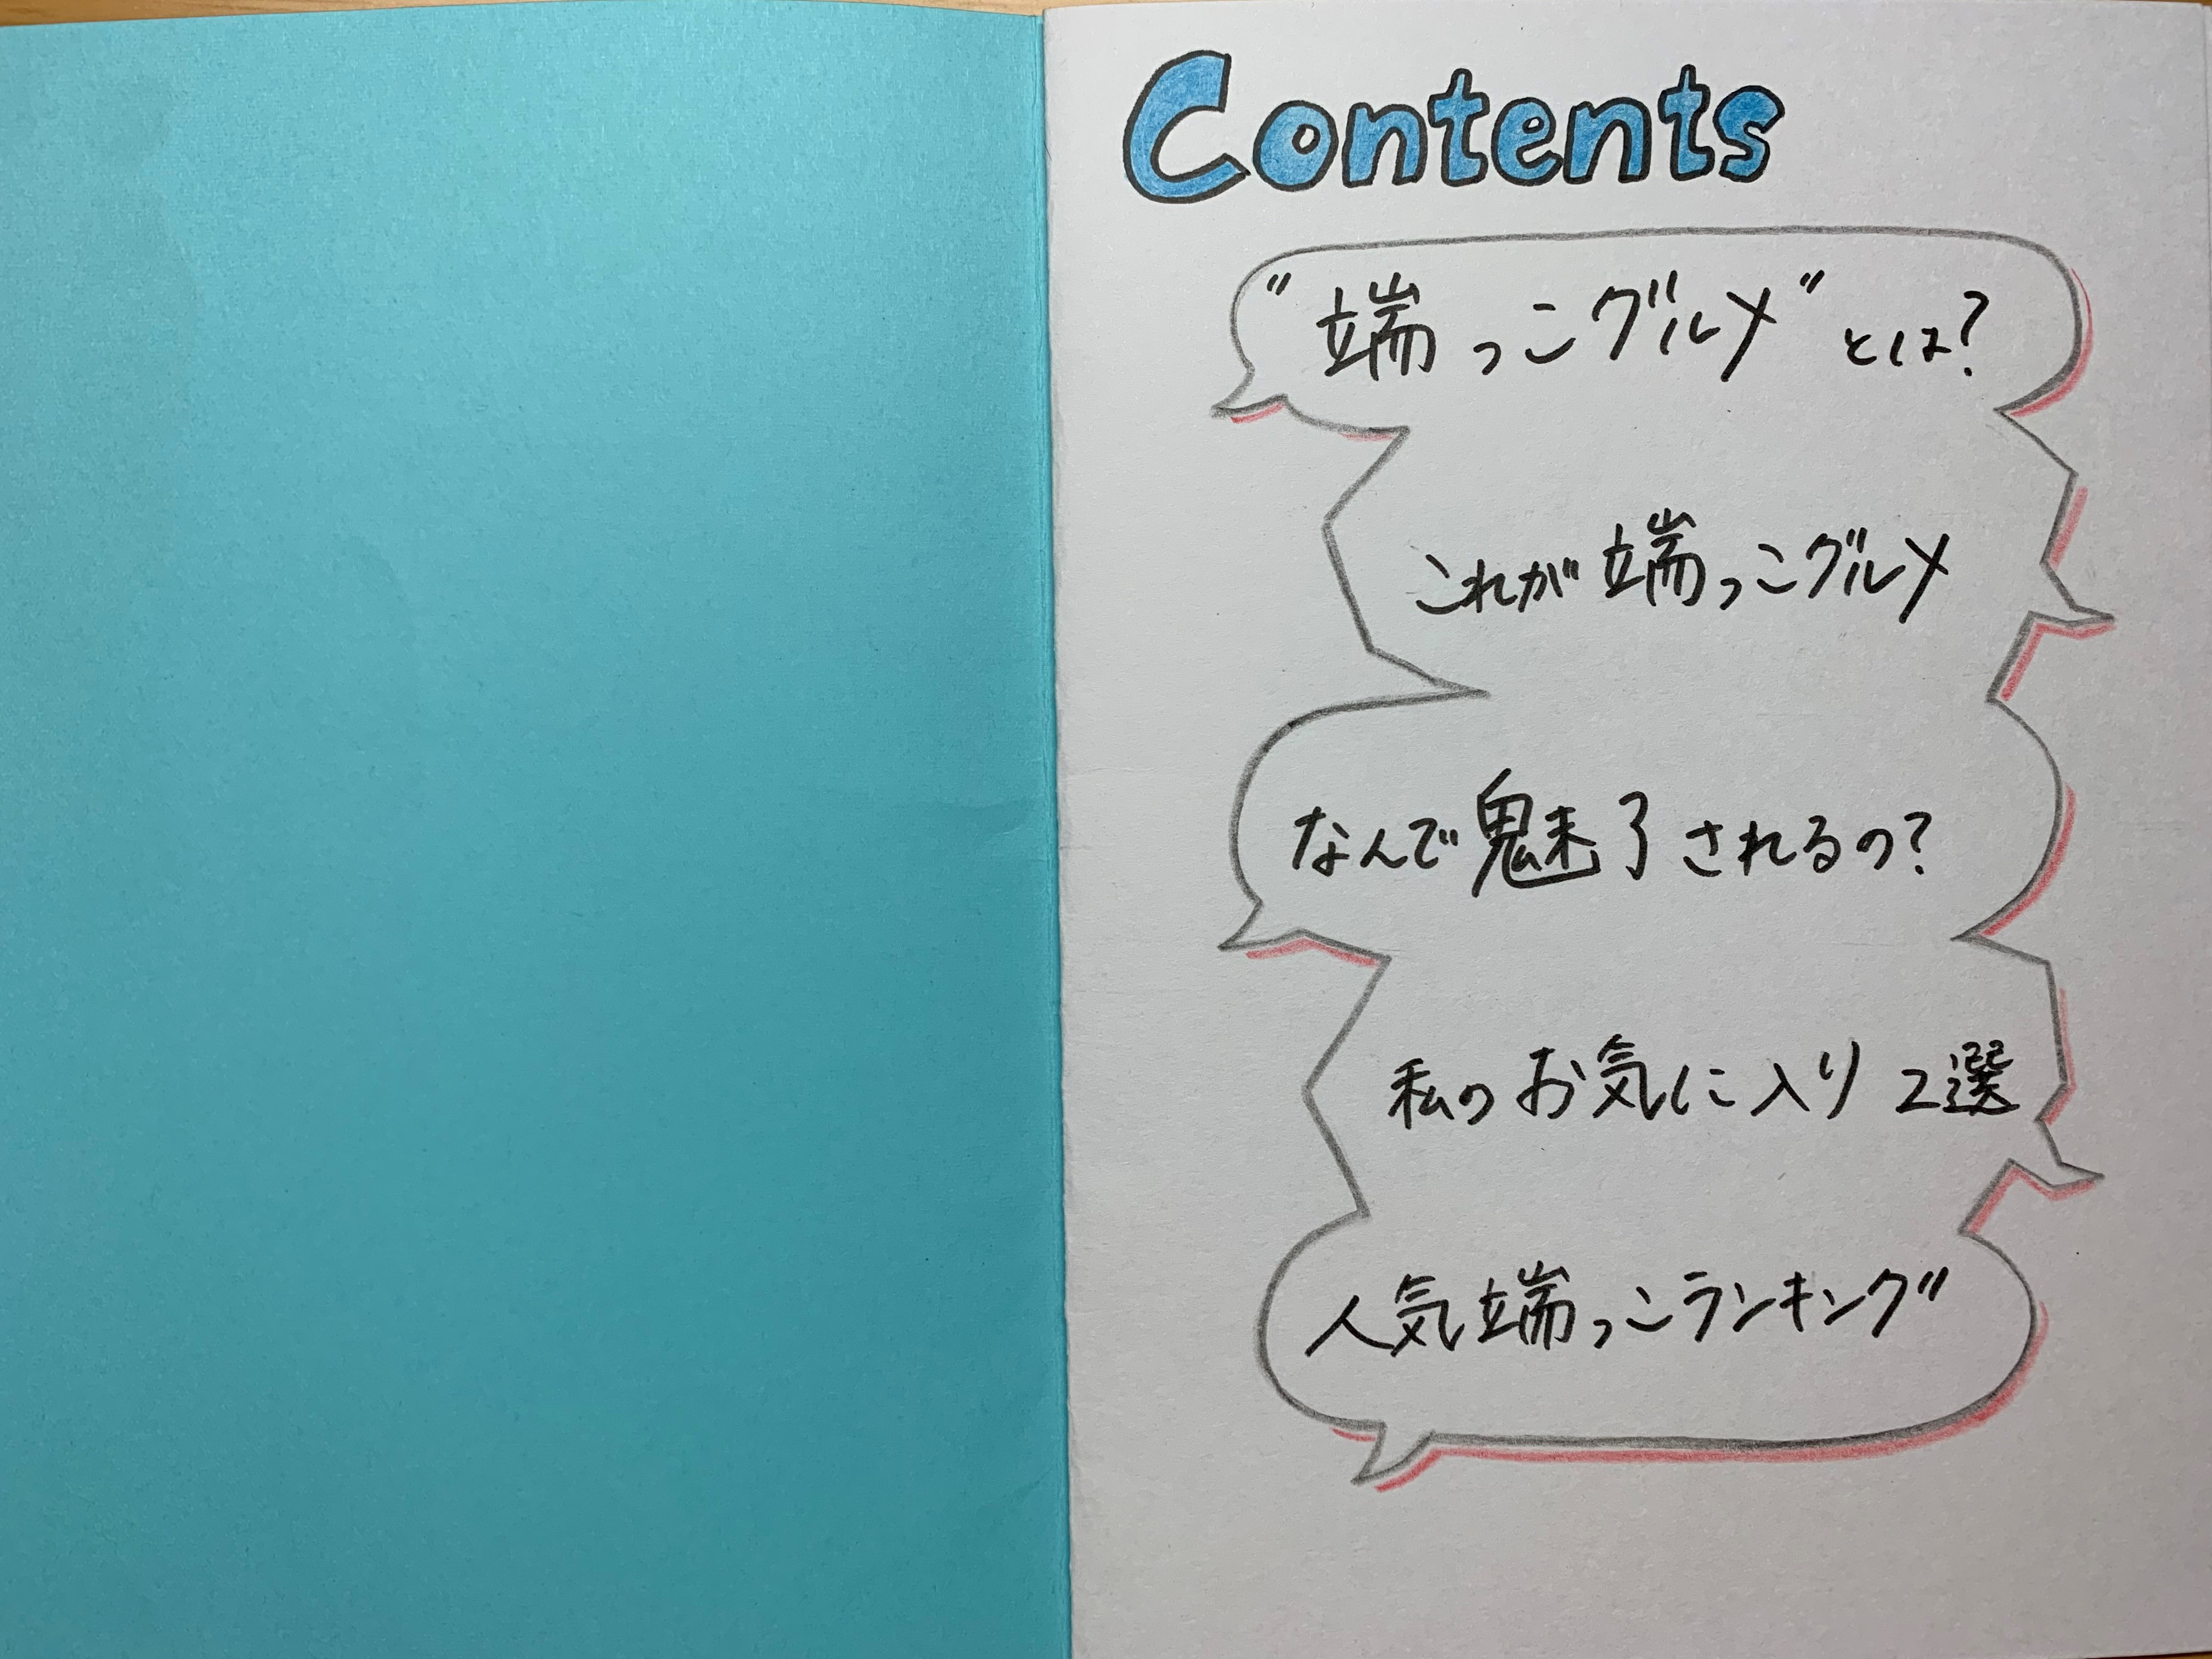 Contents
"端っこグルメ"とは?
これが端っこグルメ
なんで魅了されるの?
私のお気に入り2選
人気端っこランキング